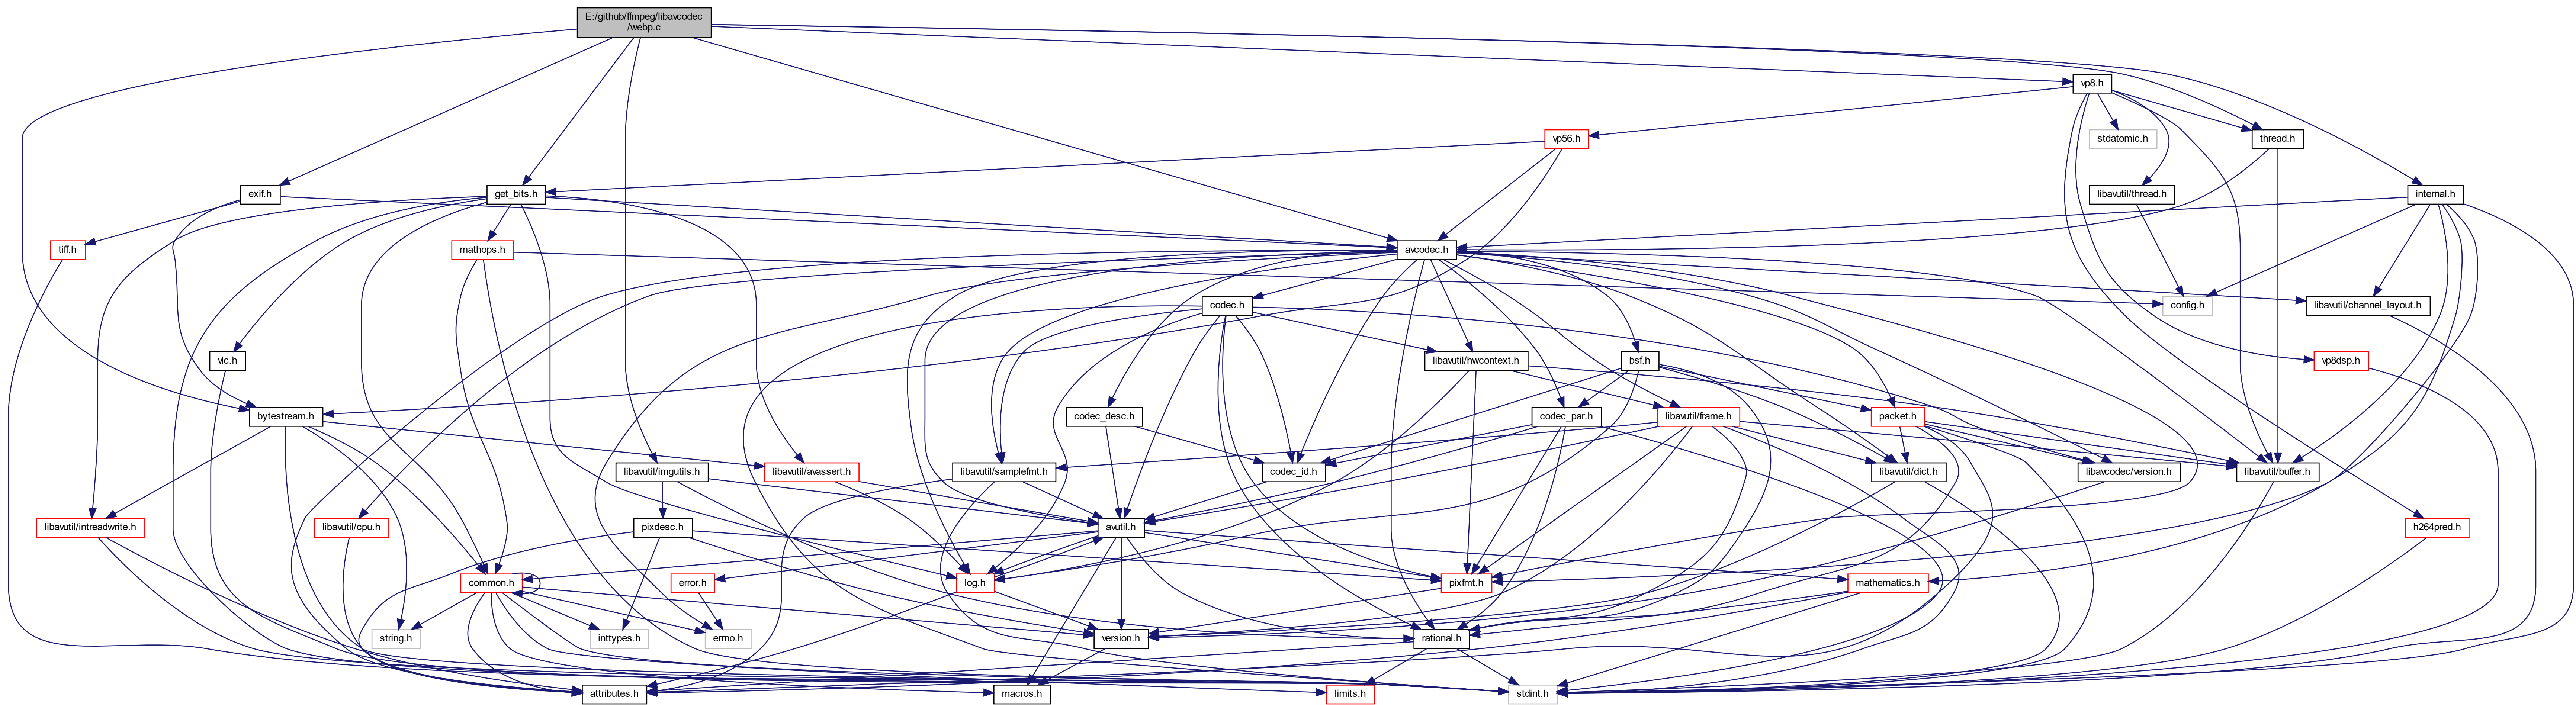 E:/github/ffmpeg/libavcodec
/webp.c
vp8.h
vp56.h
stdatomic.h
thread.h
exif.h
get_bits.h
libavutil/thread.h
internal.h
tiff.h
mathops.h
avcodec.h
codec.h
config.h
libavutil/channel_layout.h
vlc.h
libavutil/hwcontext.h
bsf.h
vp8dsp.h
bytestream.h
codec_desc.h
codec_par.h
libavutil/frame.h
packet.h
libavutil/imgutils.h
libavutil/avassert.h
libavutil/samplefmt.h
codec_id.h
libavutil/dict.h
libavcodec/version.h
libavutil/buffer.h
libavutil/intreadwrite.h
libavutil/cpu.h
pixdesc.h
avutil.h
h264pred.h
common.h
error.h
log.h
pixfmt.h
mathematics.h
string.h
inttypes.h
errno.h
version.h
rational.h
attributes.h
macros.h
limits.h
stdint.h